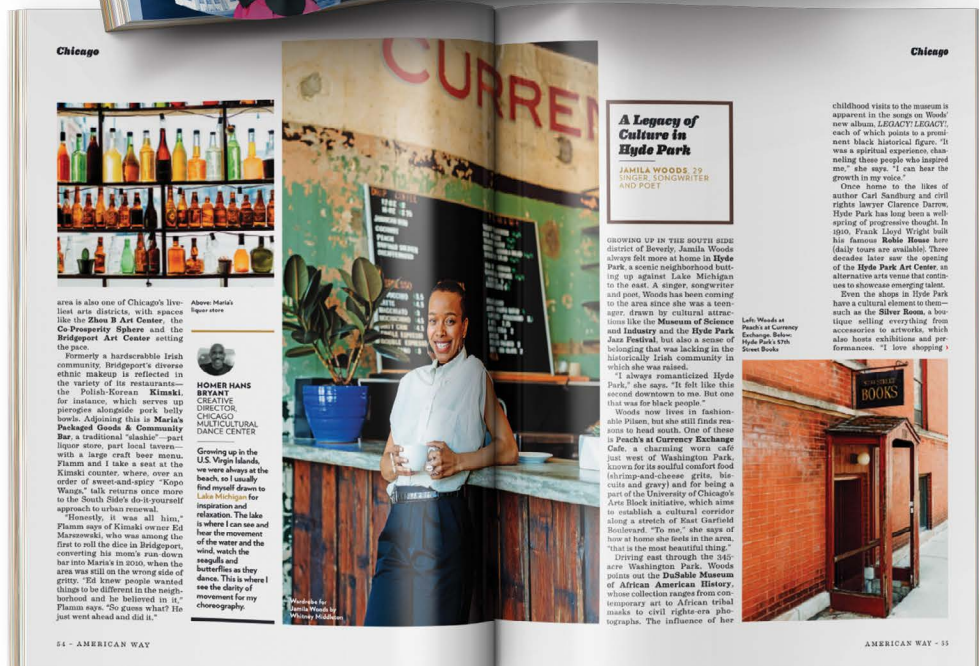 Chicago
area is also one of Chicago's live-
liest arts districts, with spaces
like the Zhou B Art Center, the
Co-Prosperity Sphere and the
Bridgeport Art Center setting
the pace.
Formerly a hardscrabble Irish
community, Bridgeport's diverse
ethnic makeup is reflected in
the variety of its restaurants—
the Polish-Korean Kimski,
for instance, which serves up
pierogies alongside pork belly
bowls. Adjoining this is Maria's
Packaged Goods & Community
Bar, a traditional "slashie"—part
liquor store, part local tavern—
with a large craft beer menu.
Flamm and I take a seat at the
Kimski counter, where, over an
order of sweet-and-spicy "Kopo
Wangs," talk returns once more
to the South Side's do-it-yourself
approach to urban renewal.
"Honestly, it was all him,"
Flamm says of Kimski owner Ed
Marszewski, who was among the
first to roll the dice in Bridgeport,
converting his mom's run-down
bar into Maria's in 2010, when the
area was still on the wrong side of
gritty. "Ed knew people wanted
things to be different in the neigh-
borhood and he believed in it,"
Flamm says. "So guess what? He
just went ahead and did it."
Above: Maria's
liquor store
HOMER HANS
BRYANT
CREATIVE
DIRECTOR,
CHICAGO
MULTICULTURAL
DANCE CENTER
Growing up in the
U.S. Virgin Islands,
we were always at the
beach, so I usually
find myself drawn to
Lake Michigan for
inspiration and
relaxation. The lake
is where I can see and
hear the movement
of the water and the
wind, watch the
seagulls and
butterflies as they
dance. This is where I
see the clarity of
movement for my
choreography.
54 - AMERICAN WAY
CURREN
COFFEE
Wardrobe for
Jamila Woods by
Whitney Middleton
Chicago
A Legacy of
Culture in
Hyde Park
JAMILA WOODS, 29
SINGER, SONGWRITER
AND POET
GROWING UP IN THE SOUTH SIDE
district of Beverly, Jamila Woods
always felt more at home in Hyde
Park, a scenic neighborhood butt-
ing up against Lake Michigan
to the east. A singer, songwriter
and poet, Woods has been coming
to the area since she was a teen-
ager, drawn by cultural attrac-
tions like the Museum of Science
and Industry and the Hyde Park
Jazz Festival, but also a sense of
belonging that was lacking in the
historically Irish community in
which she was raised.
"I always romanticized Hyde
Park," she says. "It felt like this
second downtown to me. But one
that was for black people."
Woods now lives in fashion-
able Pilsen, but she still finds rea-
sons to head south. One of these
is Peach's at Currency Exchange
Cafe, a charming worn café
just west of Washington Park,
known for its soulful comfort food
(shrimp-and-cheese grits, bis-
cuits and gravy) and for being a
part of the University of Chicago's
Arts Block initiative, which aims
to establish a cultural corridor
along a stretch of East Garfield
Boulevard. "To me," she says of
how at home she feels in the area,
"that is the most beautiful thing."
Driving east through the 345-
acre Washington Park, Woods
points out the DuSable Museum
of African American History,
whose collection ranges from con-
temporary art to African tribal
masks to civil rights-era pho-
tographs. The influence of her
Left: Woods at
Peach's at Currency
Exchange. Below:
Hyde Park's 57th
Street Books
childhood visits to the museum is
apparent in the songs on Woods'
new album, LEGACY! LEGACY!,
each of which points to a promi-
nent black historical figure. "It
was a spiritual experience, chan-
neling these people who inspired
me," she says. "I can hear the
growth in my voice."
Once home to the likes of
author Carl Sandburg and civil
rights lawyer Clarence Darrow,
Hyde Park has long been a well-
spring of progressive thought. In
1910, Frank Lloyd Wright built
his famous Robie House here
(daily tours are available). Three
decades later saw the opening
of the Hyde Park Art Center, an
alternative arts venue that contin-
ues to showcase emerging talent.
Even the shops in Hyde Park
have a cultural element to them—
such as the Silver Room, a bou-
tique selling everything from
accessories to artworks, which
also hosts exhibitions and per-
formances. "I love shopping ›
BOOKS
AMERICAN WAY - 55